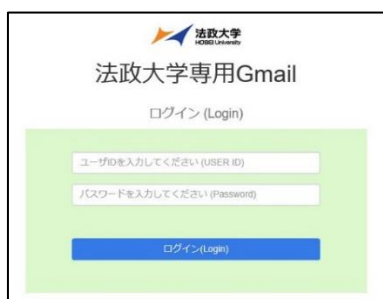 法政大学
HOSEI University
法政大学専用Gmail
ログイン (Login)
ユーザIDを入力してください (USER ID)
パスワードを入力してください (Password)
ログイン(Login)